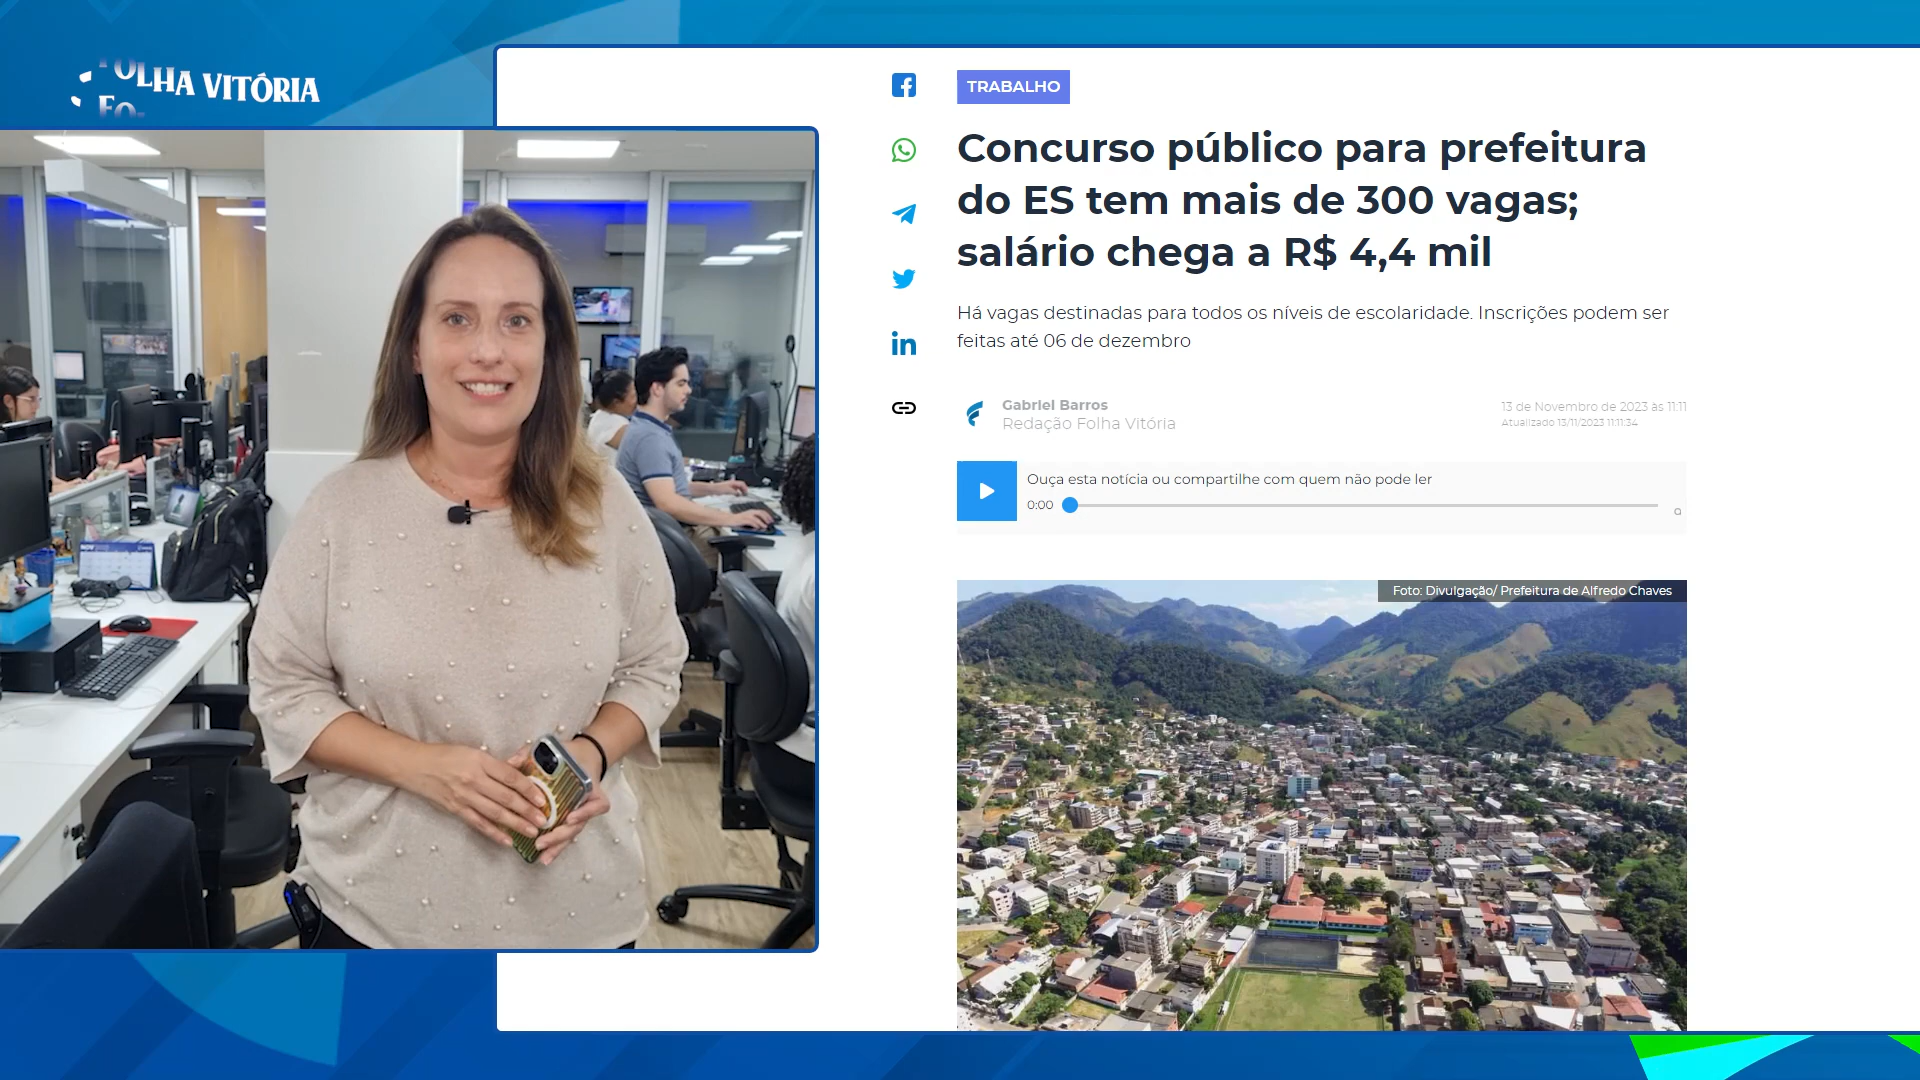 FOLHA VITÓRIA
TRABALHO
Concurso público para prefeitura
do ES tem mais de 300 vagas;
salário chega a R$ 4,4 mil
Há vagas destinadas para todos os níveis de escolaridade. Inscrições podem ser
feitas até 06 de dezembro
Gabriel Barros
Redação Folha Vitória
13 de Novembro de 2023 às 11:11
Atualizado 13/11/2023 11:11:34
Ouça esta notícia ou compartilhe com quem não pode ler
0:00
Foto: Divulgação/ Prefeitura de Alfredo Chaves
NOV